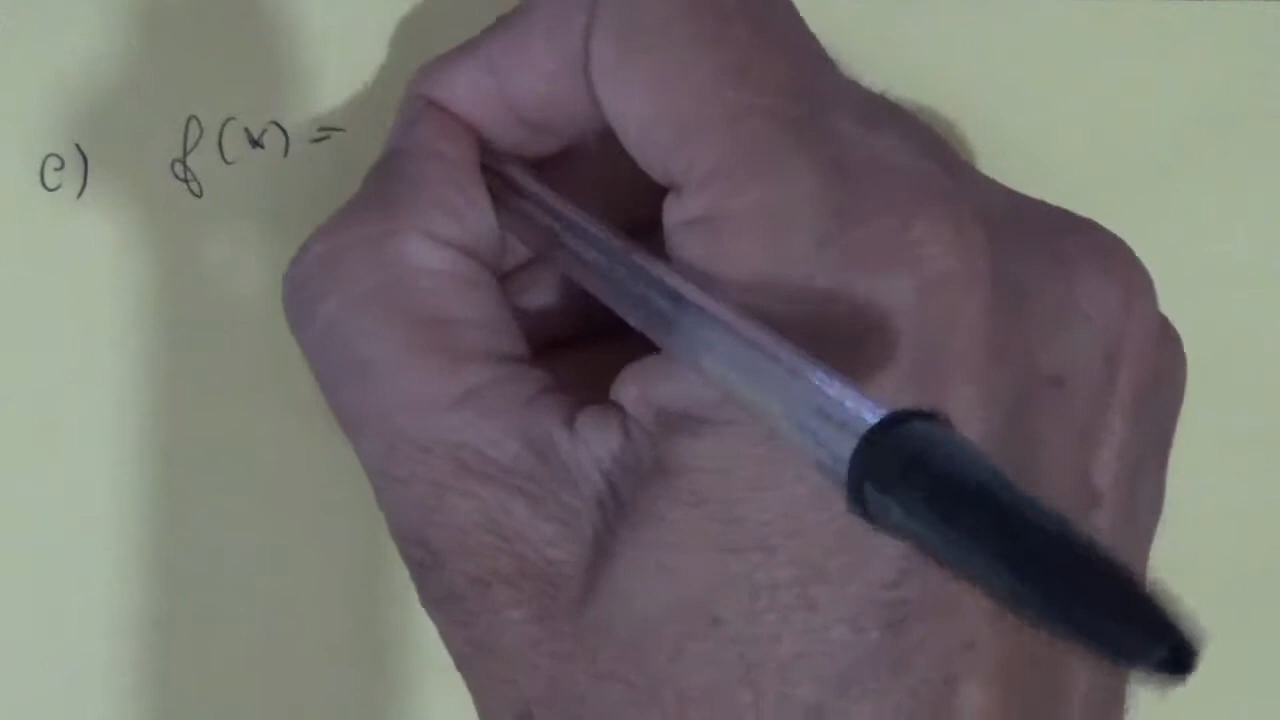 c) f(x) =